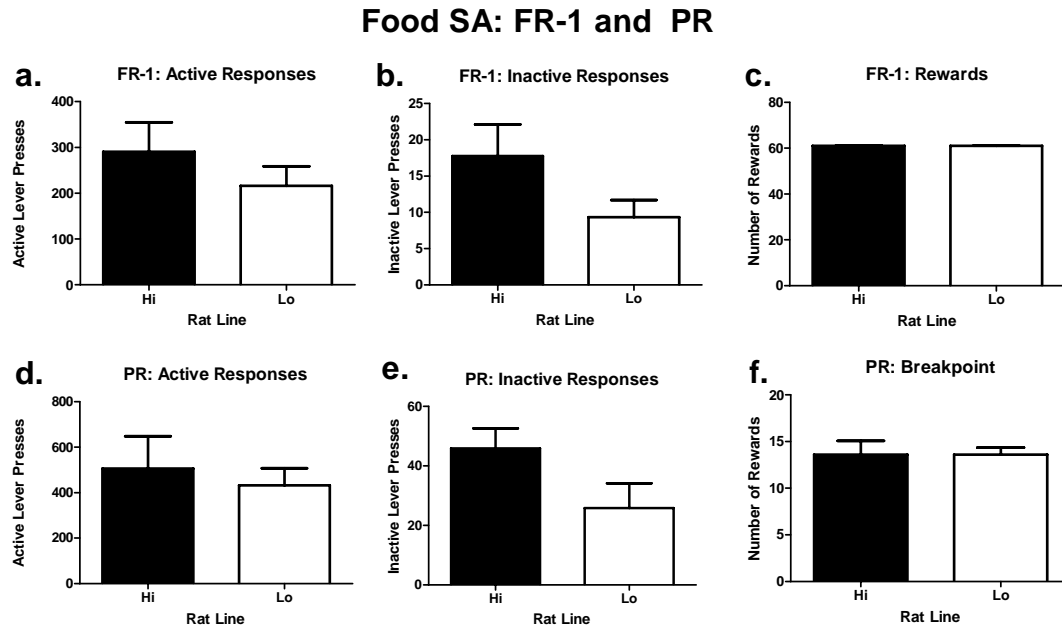 Food SA: FR-1 and PR
a.
FR-1: Active Responses
400
300
200
100
0
Active Lever Presses
Hi
Lo
Rat Line
b.
FR-1: Inactive Responses
25
20
15
10
5
0
Inactive Lever Presses
Hi
Lo
Rat Line
c.
FR-1: Rewards
80
60
40
20
0
Number of Rewards
Hi
Lo
Rat Line
d.
PR: Active Responses
800
600
400
200
0
Active Lever Presses
Hi
Lo
Rat Line
e.
PR: Inactive Responses
60
40
20
0
Inactive Lever Presses
Hi
Lo
Rat Line
f.
PR: Breakpoint
20
15
10
5
0
Number of Rewards
Hi
Lo
Rat Line